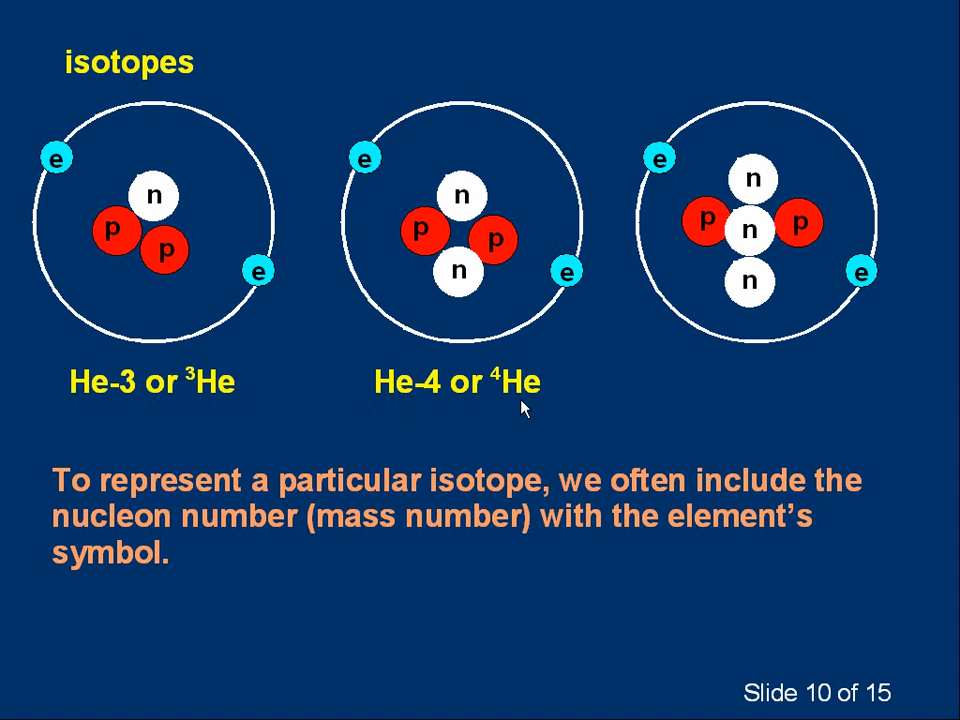 isotopes
e e e
n n n
p p p p p n p
n
e e e
n
He-3 or ³He He-4 or ⁴He
To represent a particular isotope, we often include the
nucleon number (mass number) with the element's
symbol.
Slide 10 of 15